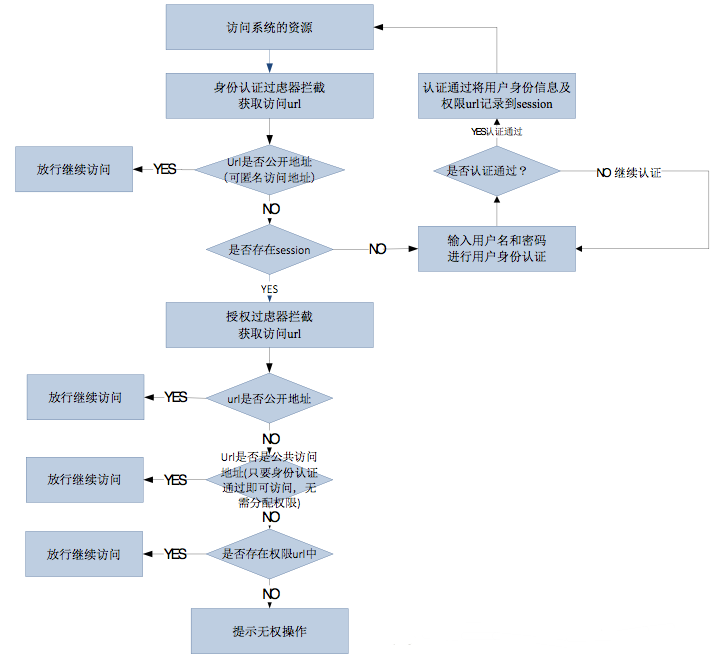 访问系统的资源
身份认证过虑器拦截
获取访问url
认证通过将用户身份信息及
权限url记录到session
YES认证通过
Url是否公开地址
（可匿名访问地址）
YES
放行继续访问
是否认证通过？
NO 继续认证
NO
是否存在session
NO
输入用户名和密码
进行用户身份认证
YES
授权过虑器拦截
获取访问url
url是否公开地址
YES
放行继续访问
NO
Url是否是公共访问
地址(只要身份认证
通过即可访问，无
需分配权限)
YES
放行继续访问
NO
是否存在权限url中
YES
放行继续访问
NO
提示无权操作